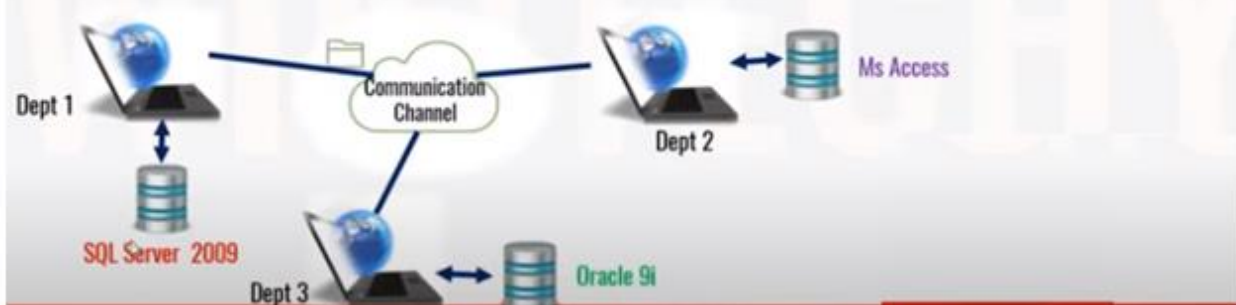 Dept 1
Communication
Channel
Ms Access
Dept 2
SQL Server 2009
Oracle 9i
Dept 3